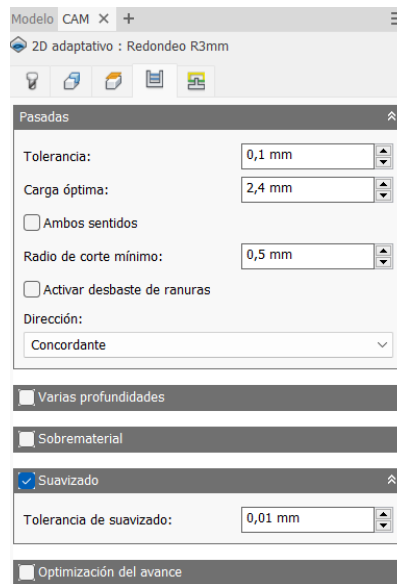 Modelo CAM × +
2D adaptativo : Redondeo R3mm
Pasadas
Tolerancia: 0,1 mm
Carga óptima: 2,4 mm
Ambos sentidos
Radio de corte mínimo: 0,5 mm
Activar desbaste de ranuras
Dirección:
Concordante
Varias profundidades
Sobrematerial
Suavizado
Tolerancia de suavizado: 0,01 mm
Optimización del avance